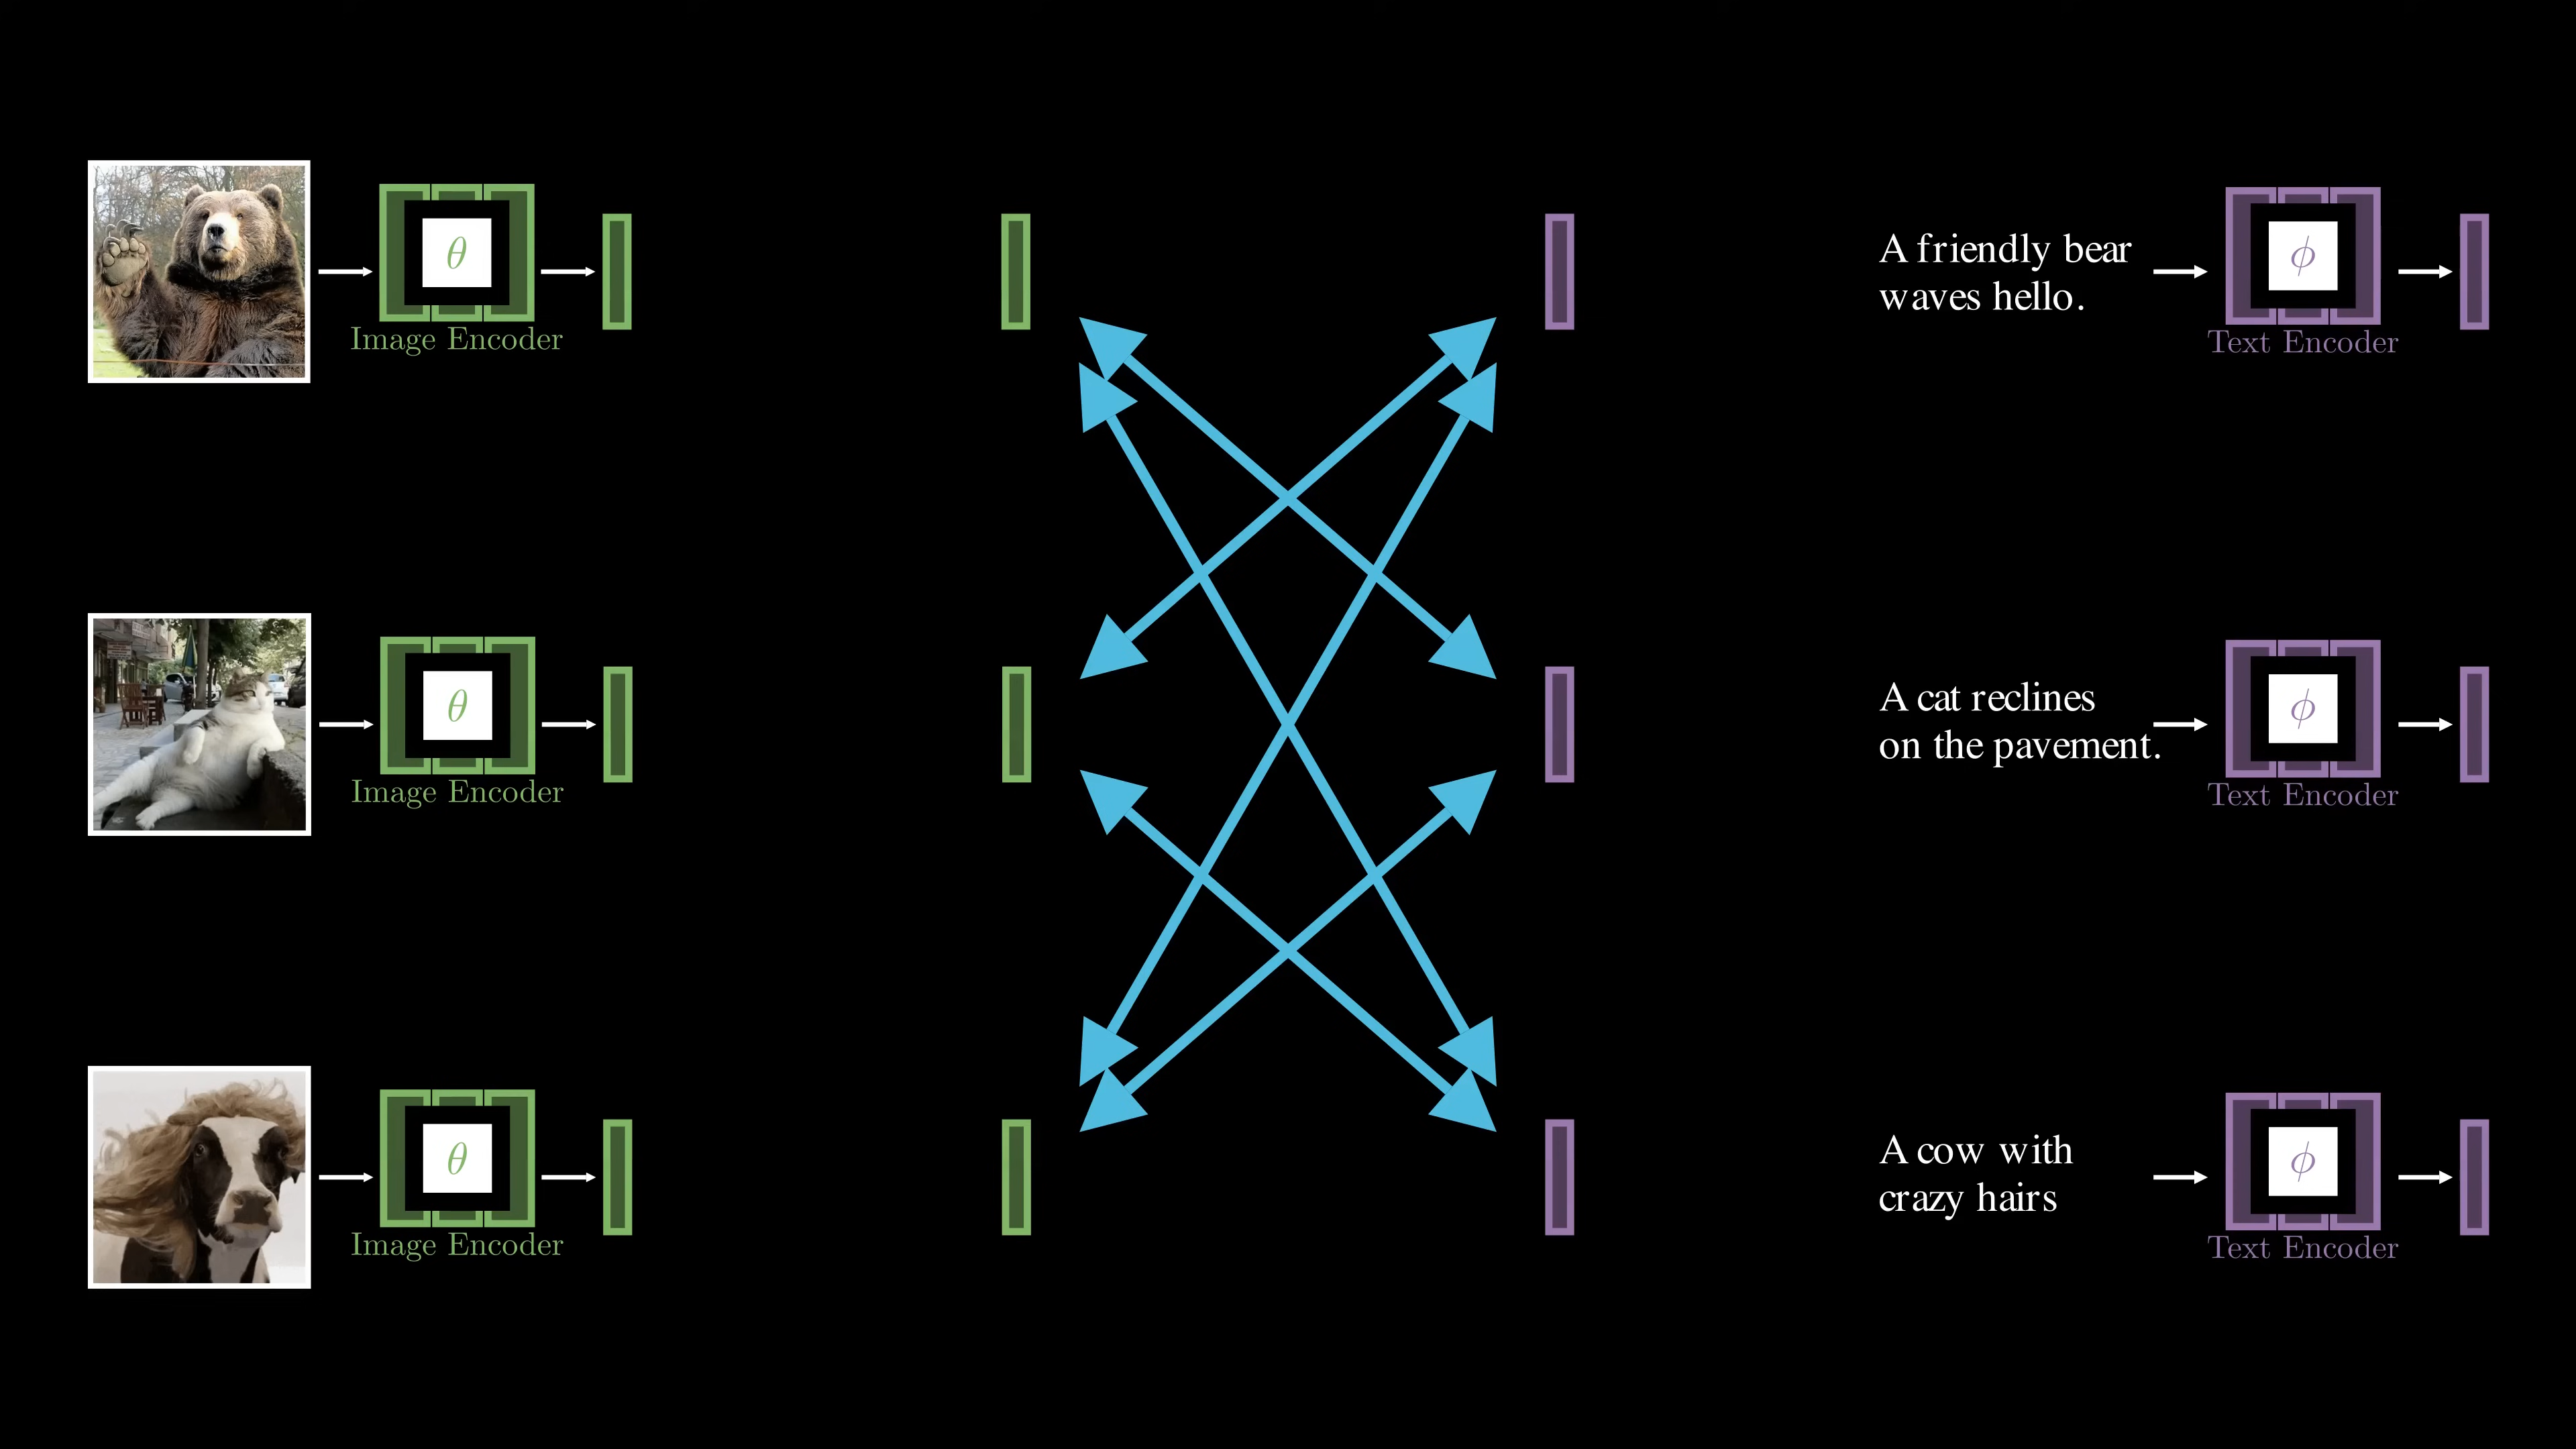 θ
Image Encoder
A friendly bear
waves hello.
ϕ
Text Encoder
θ
Image Encoder
A cat reclines
on the pavement.
ϕ
Text Encoder
θ
Image Encoder
A cow with
crazy hairs
ϕ
Text Encoder